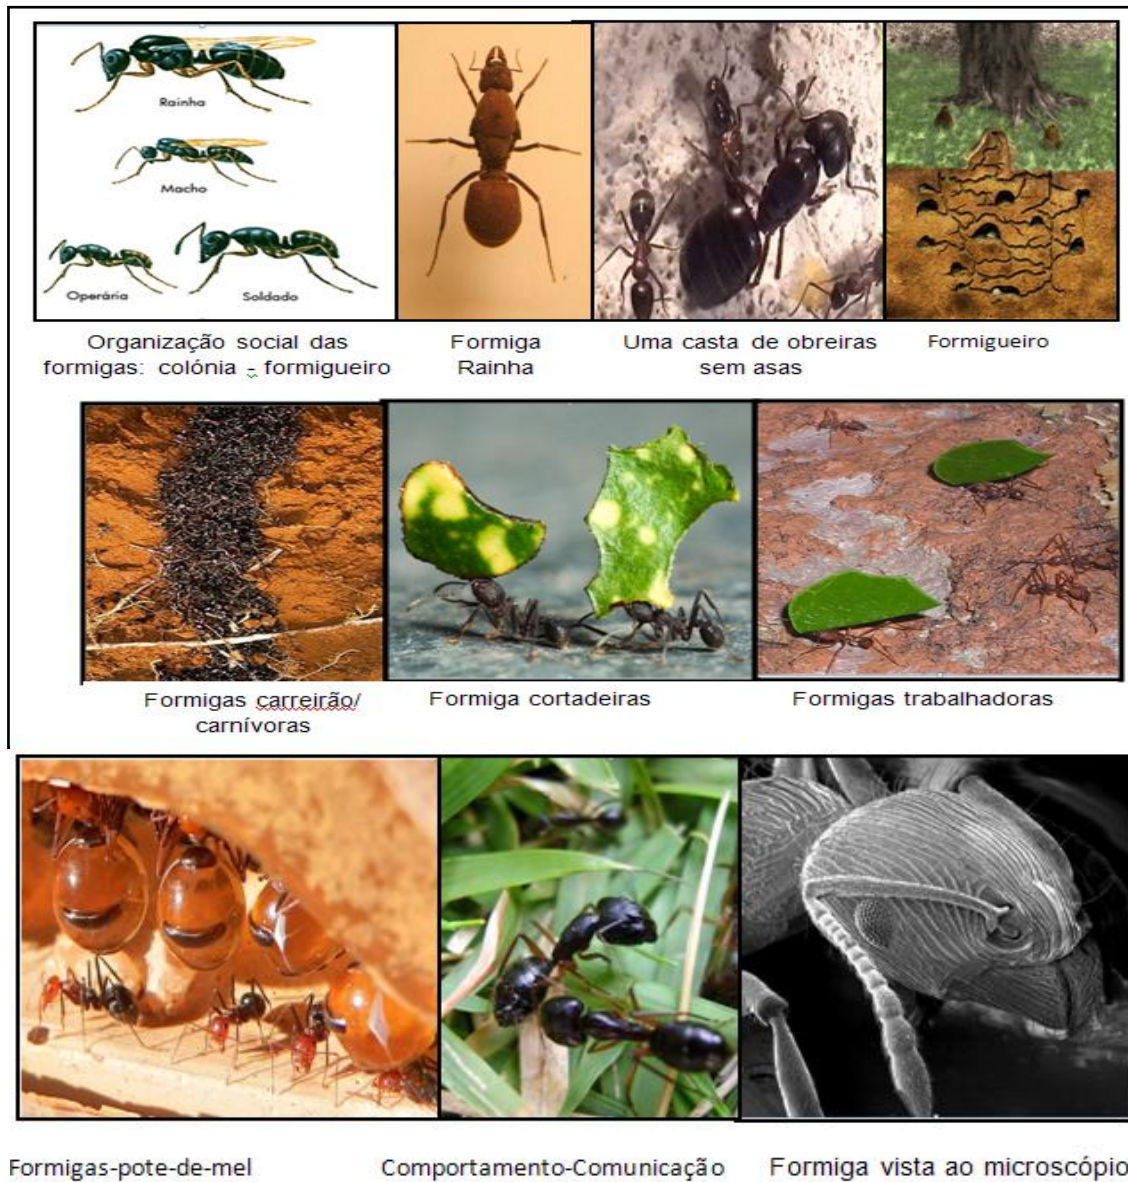 Rainha
Macho
Operária
Soldado
Organização social das
formigas: colónia - formigueiro
Formiga
Rainha
Uma casta de obreiras
sem asas
Formigueiro
Formigas carreirão/
carnívoras
Formiga cortadeiras
Formigas trabalhadoras
Formigas-pote-de-mel
Comportamento-Comunicação
Formiga vista ao microscópio